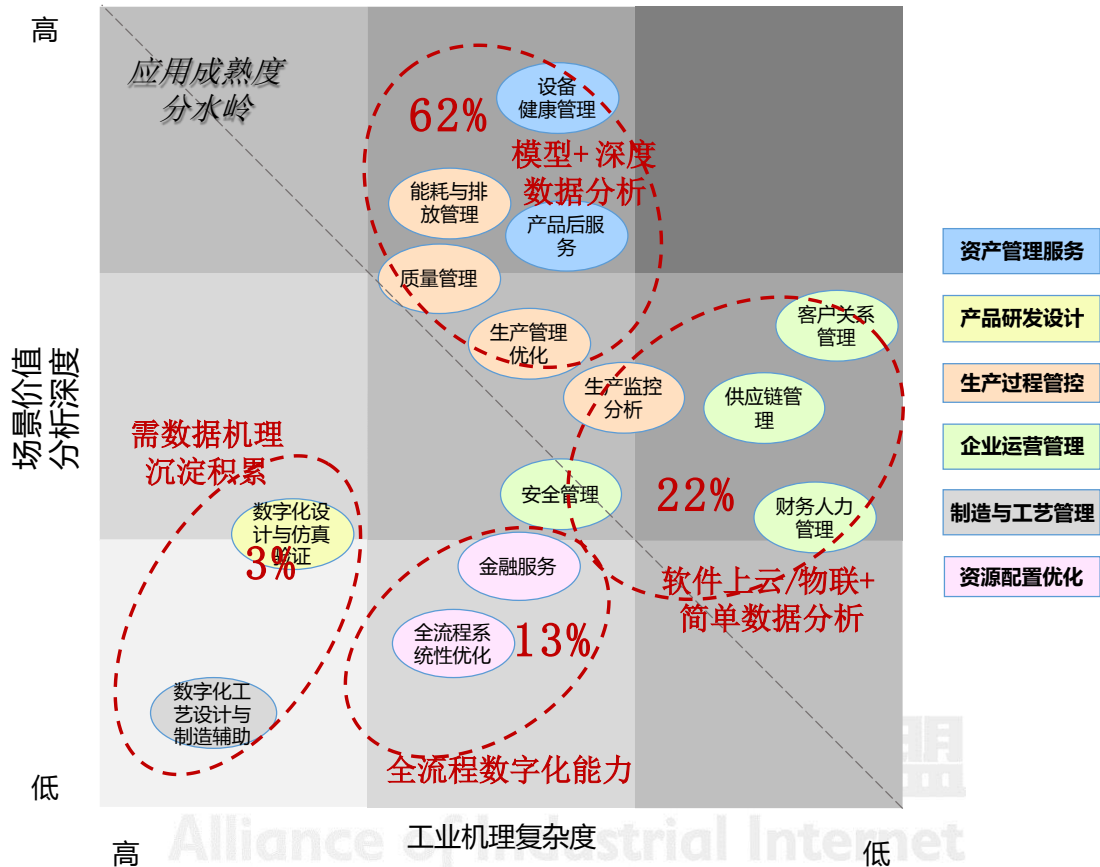 高
应用成熟度
分水岭
62%
设备
健康管理
模型+ 深度
数据分析
能耗与排
放管理
产品后服
务
质量管理
生产管理
优化
生产监控
分析
客户关系
管理
供应链管
理
22%
安全管理
财务人力
管理
软件上云/物联+
简单数据分析
场景价值
分析深度
需数据机理
沉淀积累
数字化设
计与仿真
验证
3%
数字化工
艺设计与
制造辅助
金融服务
全流程系
统性优化
13%
全流程数字化能力
资产管理服务
产品研发设计
生产过程管控
企业运营管理
制造与工艺管理
资源配置优化
低
盟
Alliance of Industrial Internet
工业机理复杂度
高
低